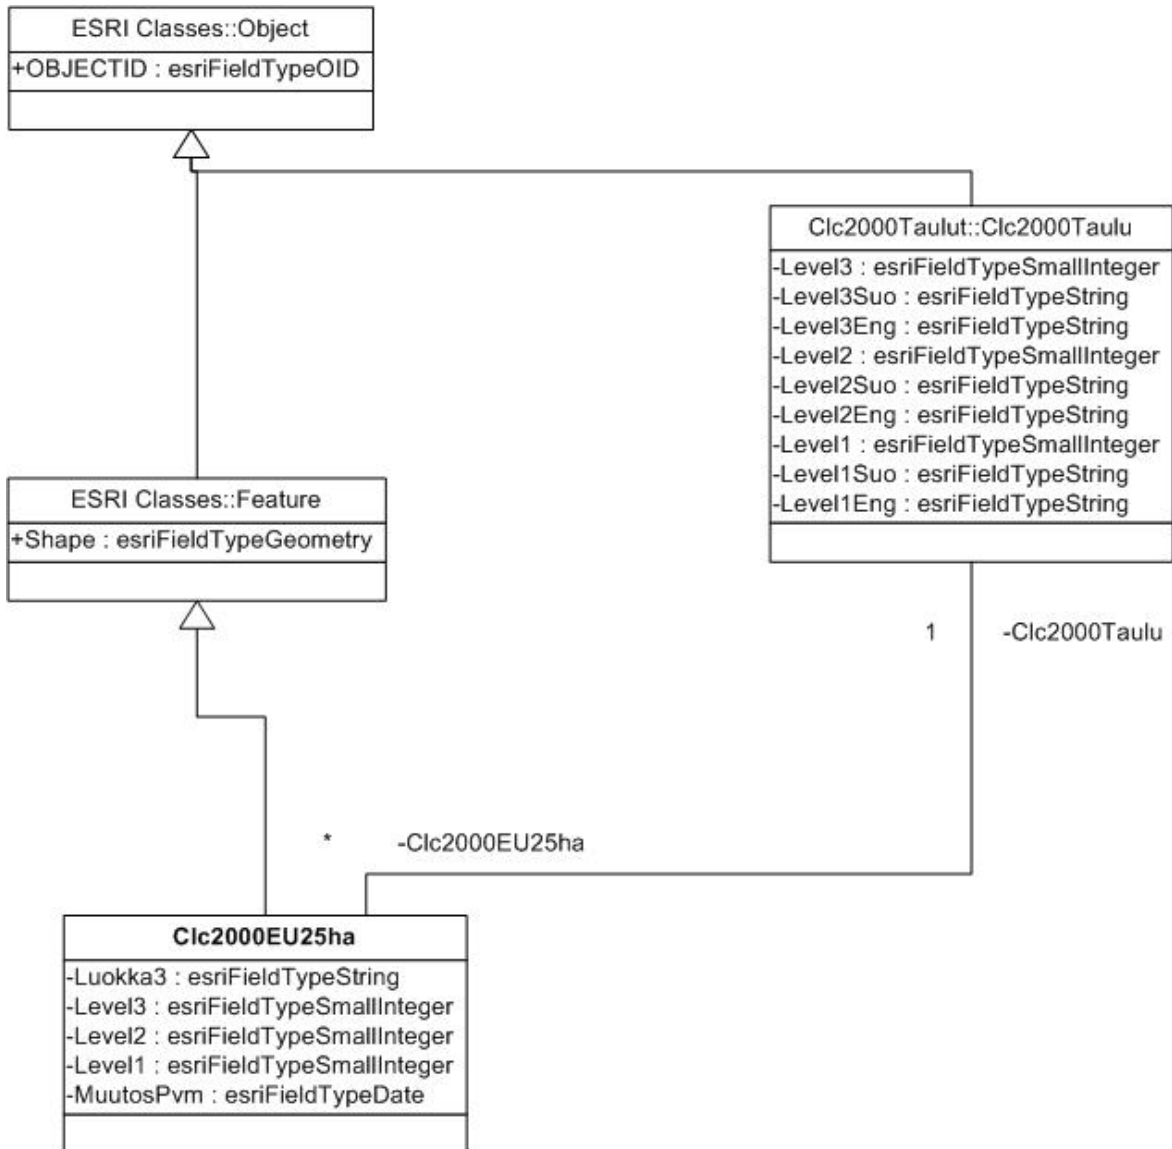 ESRI Classes::Object
+OBJECTID : esriFieldTypeOID
Clc2000Taulut::Clc2000Taulu
-Level3 : esriFieldTypeSmallInteger
-Level3Suo : esriFieldTypeString
-Level3Eng : esriFieldTypeString
-Level2 : esriFieldTypeSmallInteger
-Level2Suo : esriFieldTypeString
-Level2Eng : esriFieldTypeString
-Level1 : esriFieldTypeSmallInteger
-Level1Suo : esriFieldTypeString
-Level1Eng : esriFieldTypeString
ESRI Classes::Feature
+Shape : esriFieldTypeGeometry
1 -Clc2000Taulu
* -Clc2000EU25ha
Clc2000EU25ha
-Luokka3 : esriFieldTypeString
-Level3 : esriFieldTypeSmallInteger
-Level2 : esriFieldTypeSmallInteger
-Level1 : esriFieldTypeSmallInteger
-MuutosPvm : esriFieldTypeDate